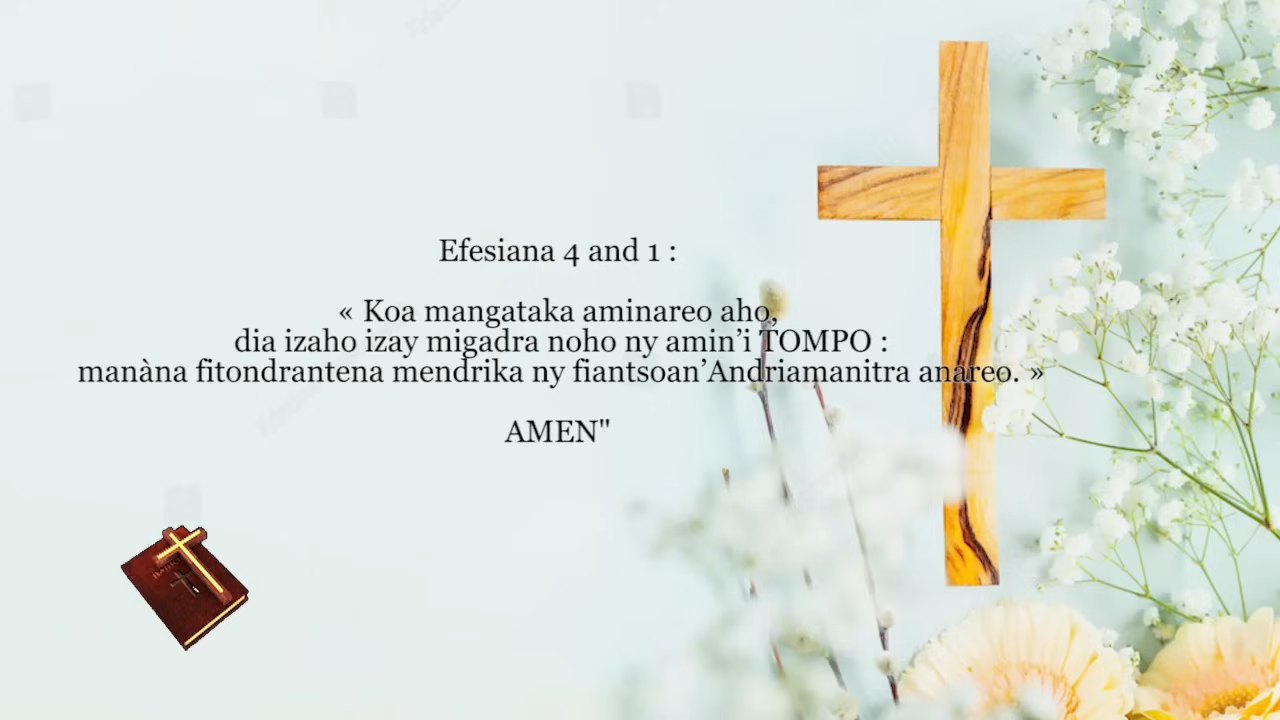 Efesiana 4 and 1 :
« Koa mangataka aminareo aho,
dia izaho izay migadra noho ny amin’i TOMPO :
manàna fitondrantena mendrika ny fiantsoan’Andriamanitra anareo. »
AMEN"